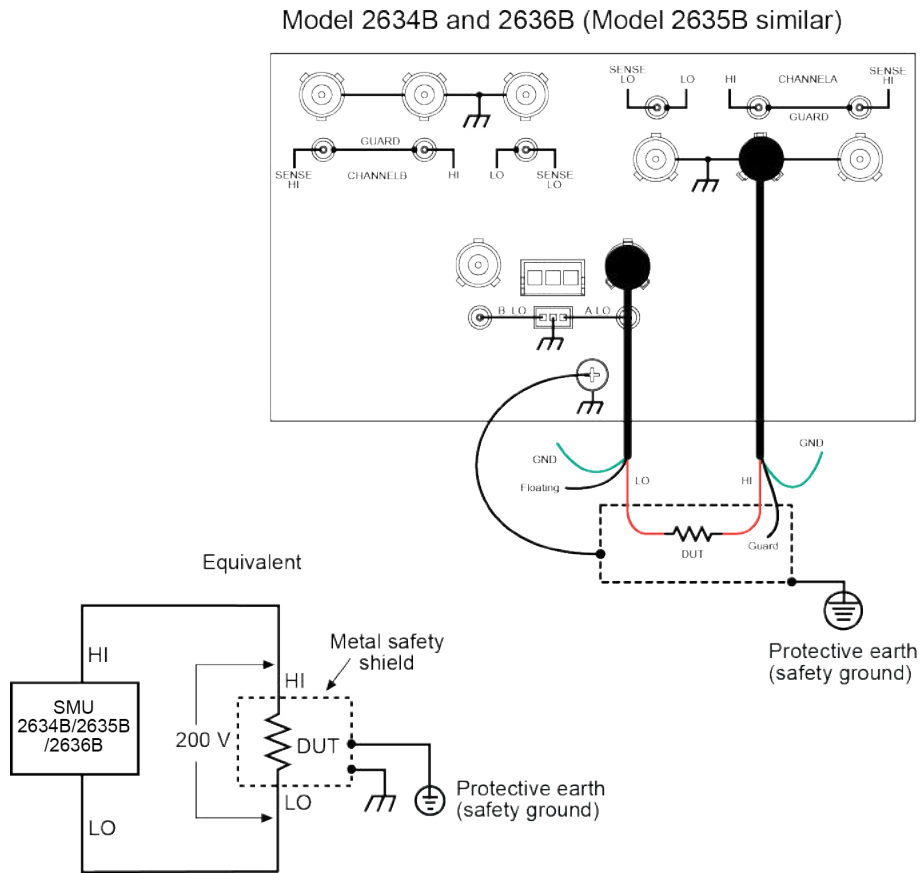 Model 2634B and 2636B (Model 2635B similar)
SENSE
LO
LO
HI
CHANNELA
SENSE
HI
GUARD
GUARD
SENSE
HI
CHANNELB
HI
LO
SENSE
LO
B LO
A LO
GND
Floating
LO
HI
GND
DUT
Guard
Protective earth
(safety ground)
Equivalent
HI
SMU
2634B/2635B
/2636B
LO
200 V
Metal safety
shield
HI
DUT
LO
Protective earth
(safety ground)